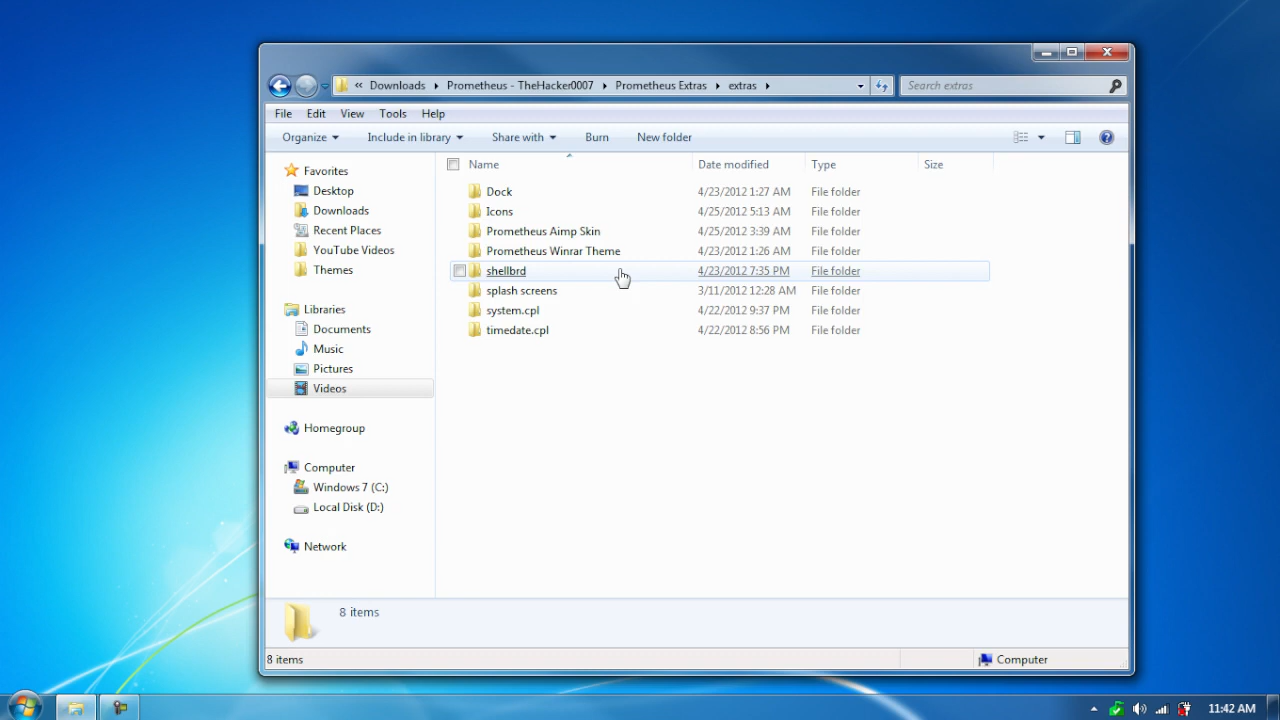 « Downloads Prometheus - TheHacker0007 Prometheus Extras extras Search extras
File Edit View Tools Help
Organize Include in library Share with Burn New folder
Favorites
Desktop
Downloads
Recent Places
YouTube Videos
Themes
Libraries
Documents
Music
Pictures
Videos
Homegroup
Computer
Windows 7 (C:)
Local Disk (D:)
Network
Name Date modified Type Size
Dock 4/23/2012 1:27 AM File folder
Icons 4/25/2012 5:13 AM File folder
Prometheus Aimp Skin 4/25/2012 3:39 AM File folder
Prometheus Winrar Theme 4/23/2012 1:26 AM File folder
shellbrd 4/23/2012 7:35 PM File folder
splash screens 3/11/2012 12:28 AM File folder
system.cpl 4/22/2012 9:37 PM File folder
timedate.cpl 4/22/2012 8:56 PM File folder
8 items
8 items Computer
11:42 AM